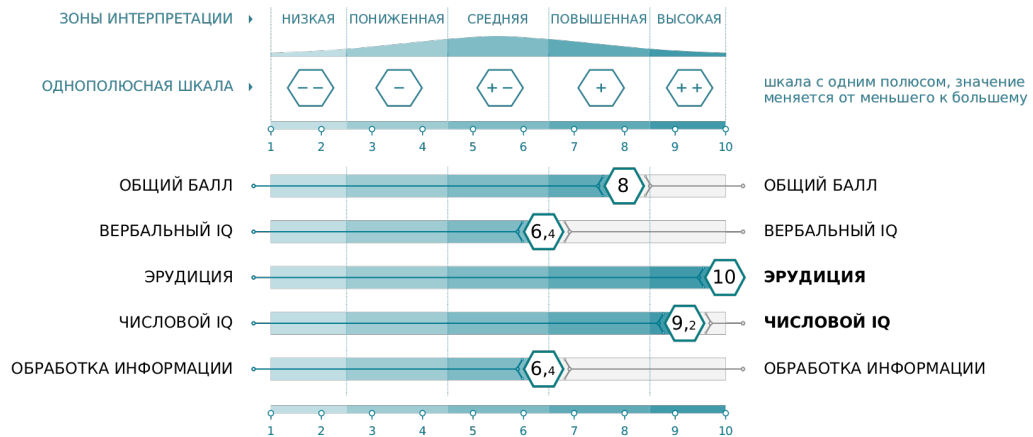 ЗОНЫ ИНТЕРПРЕТАЦИИ НИЗКАЯ ПОНИЖЕННАЯ СРЕДНЯЯ ПОВЫШЕННАЯ ВЫСОКАЯ
ОДНОПОЛЮСНАЯ ШКАЛА − − − + − + + +
шкала с одним полюсом, значение
меняется от меньшего к большему
1 2 3 4 5 6 7 8 9 10
ОБЩИЙ БАЛЛ 8 ОБЩИЙ БАЛЛ
ВЕРБАЛЬНЫЙ IQ 6,4 ВЕРБАЛЬНЫЙ IQ
ЭРУДИЦИЯ 10 ЭРУДИЦИЯ
ЧИСЛОВОЙ IQ 9,2 ЧИСЛОВОЙ IQ
ОБРАБОТКА ИНФОРМАЦИИ 6,4 ОБРАБОТКА ИНФОРМАЦИИ
1 2 3 4 5 6 7 8 9 10